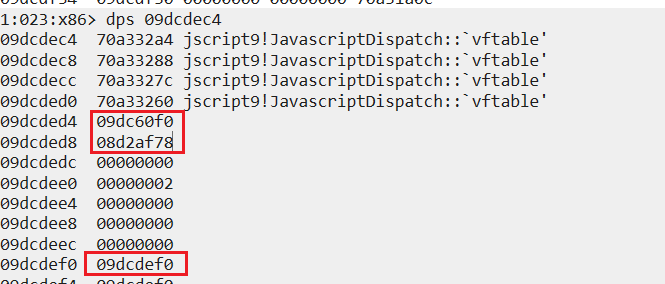 1:023:x86> dps 09dcdec4
09dcdec4 70a332a4 jscript9!JavascriptDispatch::`vftable'
09dcdec8 70a33288 jscript9!JavascriptDispatch::`vftable'
09dcdecc 70a3327c jscript9!JavascriptDispatch::`vftable'
09dcded0 70a33260 jscript9!JavascriptDispatch::`vftable'
09dcded4 09dc60f0
09dcded8 08d2af78
09dcdedc 00000000
09dcdee0 00000002
09dcdee4 00000000
09dcdee8 00000000
09dcdeec 00000000
09dcdef0 09dcdef0